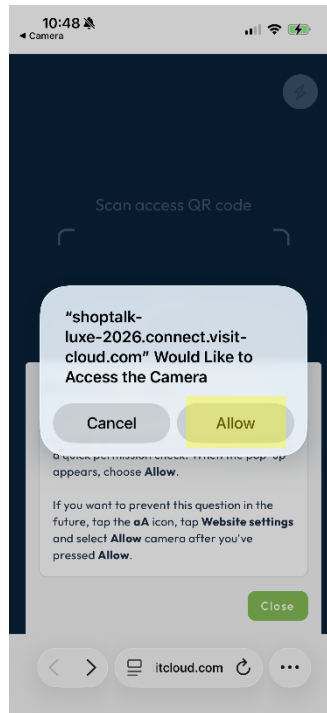 10:48
◀ Camera
Scan access QR code
“shoptalk-
luxe-2026.connect.visit-
cloud.com” Would Like to
Access the Camera
Cancel
Allow
a quick permission check. When the pop-up
appears, choose Allow.
If you want to prevent this question in the
future, tap the aA icon, tap Website settings
and select Allow camera after you've
pressed Allow.
Close
itcloud.com